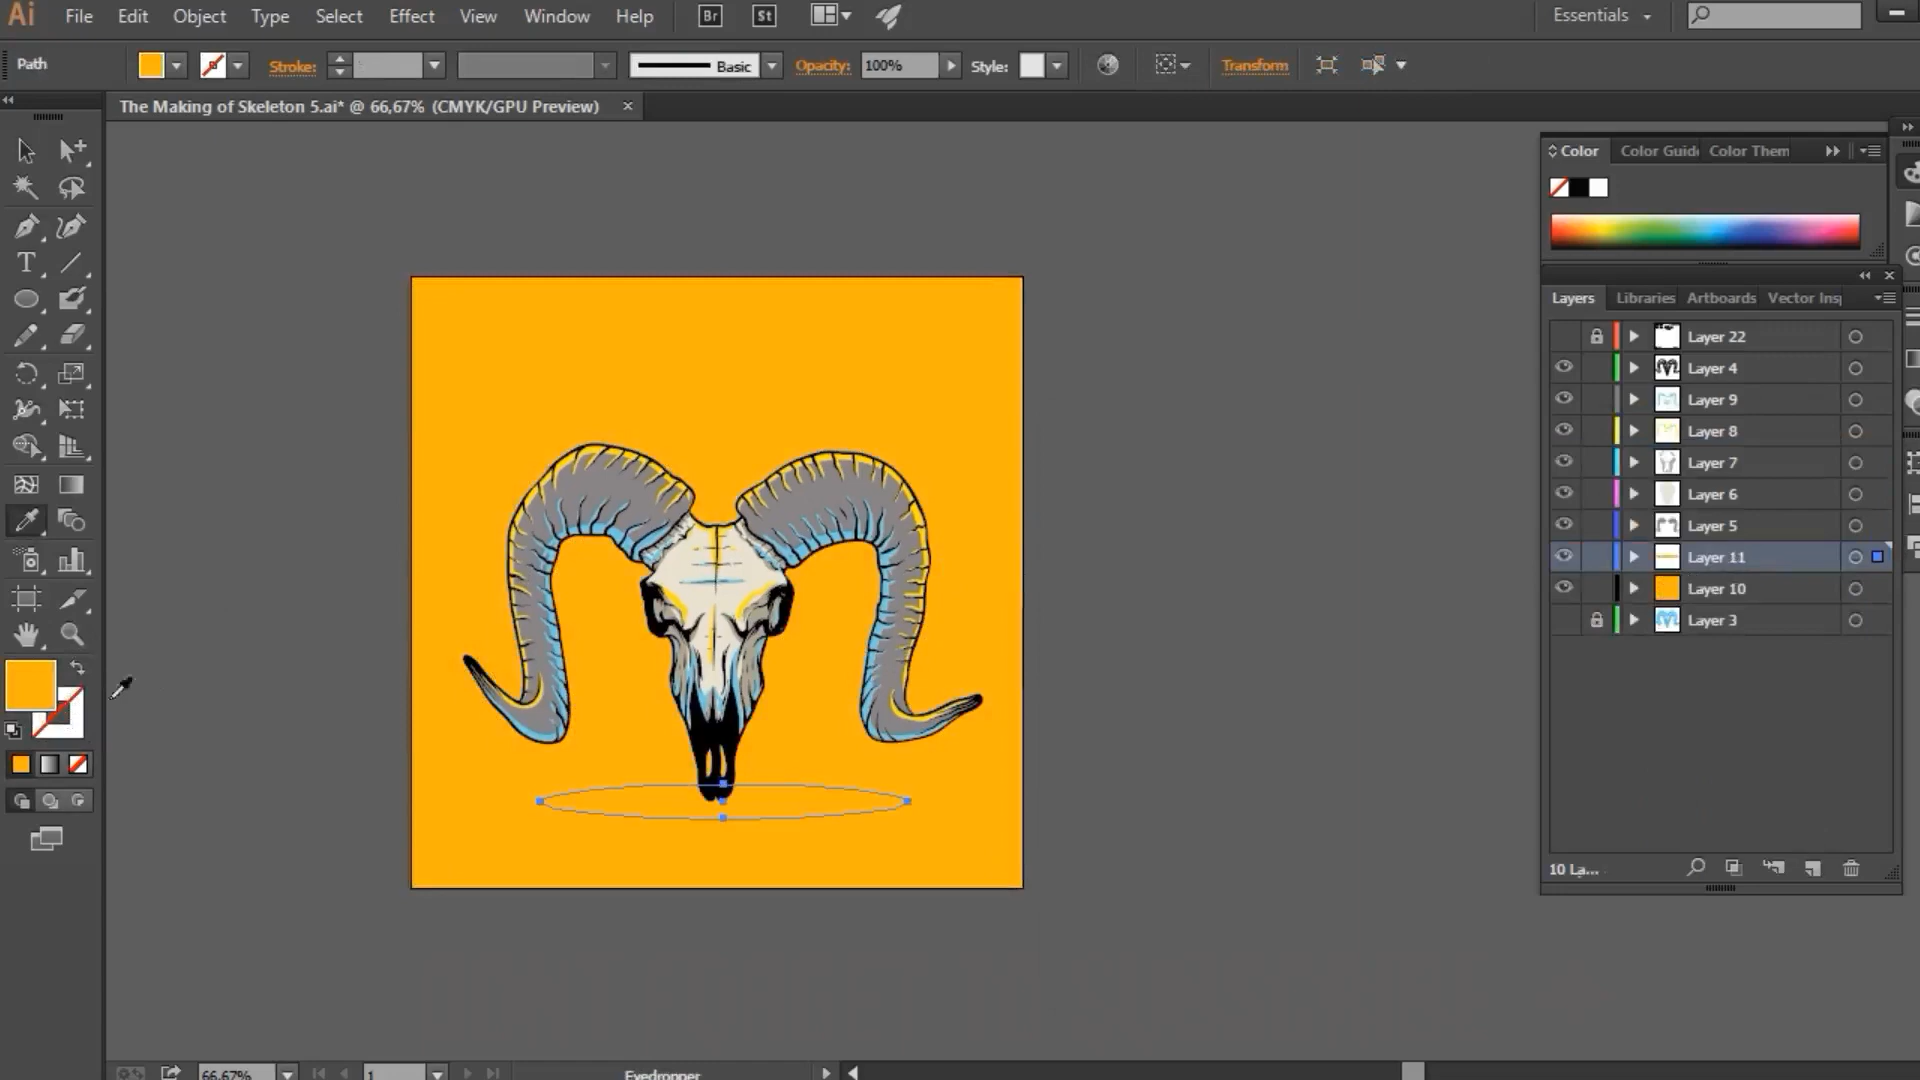 Ai File Edit Object Type Select Effect View Window Help Br St Essentials
Path Stroke: Basic Opacity: 100% Style: Transform
The Making of Skeleton 5.ai* @ 66,67% (CMYK/GPU Preview) ×
Color Color Guid Color Them
Layers Libraries Artboards Vector Insp
Layer 22
Layer 4
Layer 9
Layer 8
Layer 7
Layer 6
Layer 5
Layer 11
Layer 10
Layer 3
10 La...
66,67% 1 Eyedropper